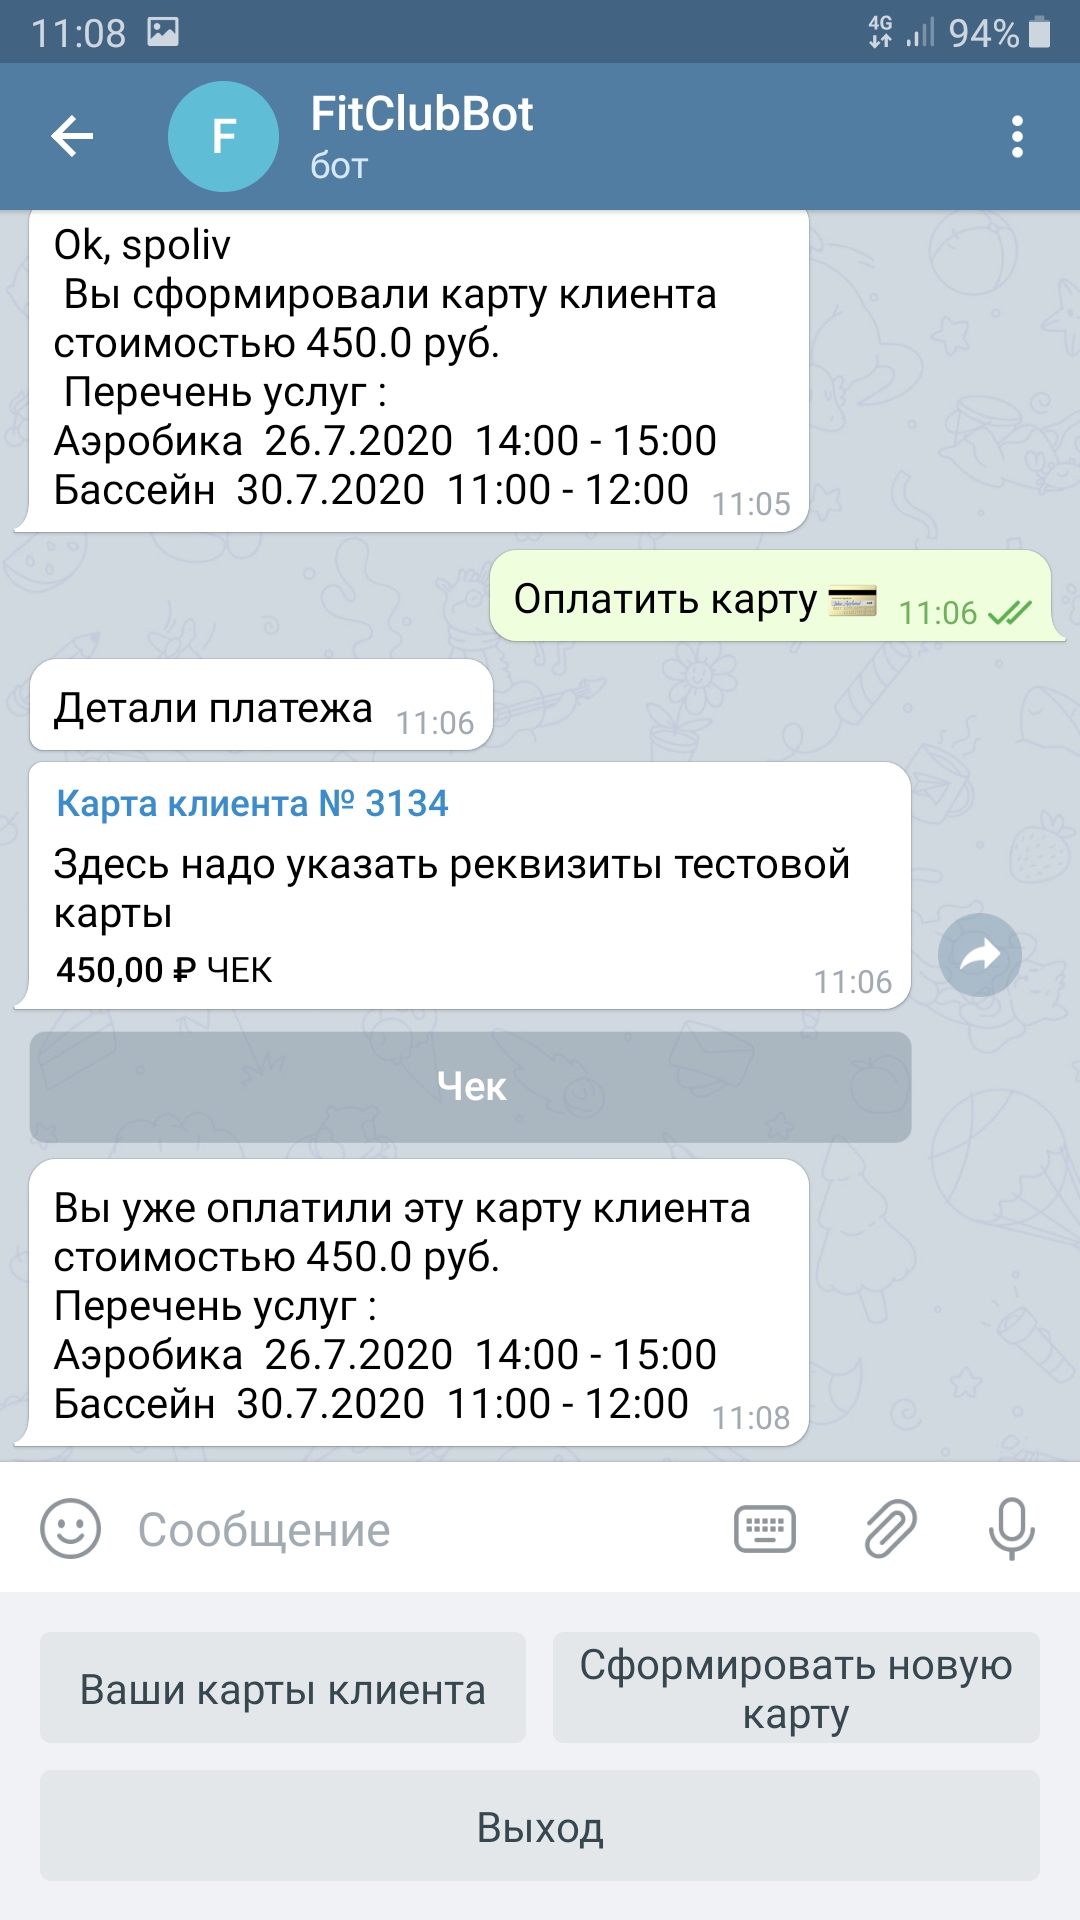 11:08
4G
94%
F
FitClubBot
бот
Ok, spoliv
Вы сформировали карту клиента
стоимостью 450.0 руб.
Перечень услуг :
Аэробика 26.7.2020 14:00 - 15:00
Бассейн 30.7.2020 11:00 - 12:00
11:05
Оплатить карту
11:06
Детали платежа
11:06
Карта клиента № 3134
Здесь надо указать реквизиты тестовой
карты
450,00 ₽ ЧЕК
11:06
Чек
Вы уже оплатили эту карту клиента
стоимостью 450.0 руб.
Перечень услуг :
Аэробика 26.7.2020 14:00 - 15:00
Бассейн 30.7.2020 11:00 - 12:00
11:08
Сообщение
Ваши карты клиента
Сформировать новую
карту
Выход